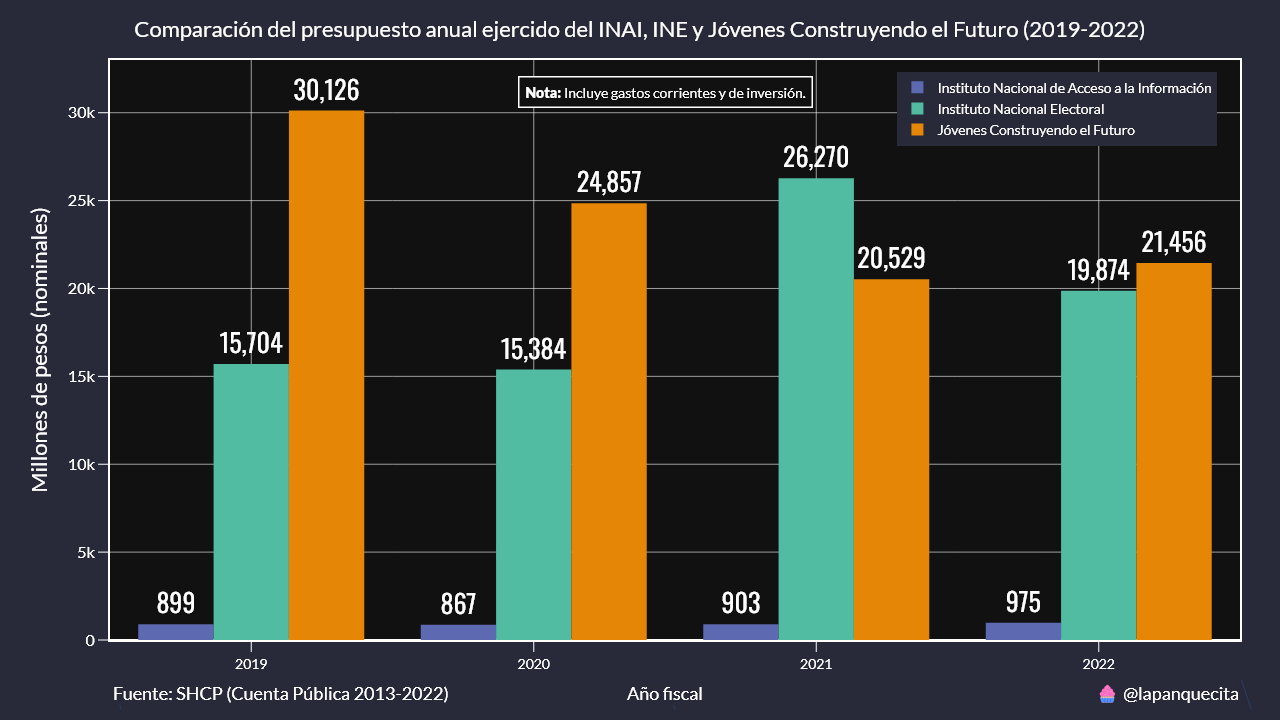 Comparación del presupuesto anual ejercido del INAI, INE y Jóvenes Construyendo el Futuro (2019-2022)
Nota: Incluye gastos corrientes y de inversión.
Instituto Nacional de Acceso a la Información
Instituto Nacional Electoral
Jóvenes Construyendo el Futuro
Millones de pesos (nominales)
30k
25k
20k
15k
10k
5k
0
899
15,704
30,126
867
15,384
24,857
903
26,270
20,529
975
19,874
21,456
2019
2020
2021
2022
Fuente: SHCP (Cuenta Pública 2013-2022)
Año fiscal
@lapanquecita